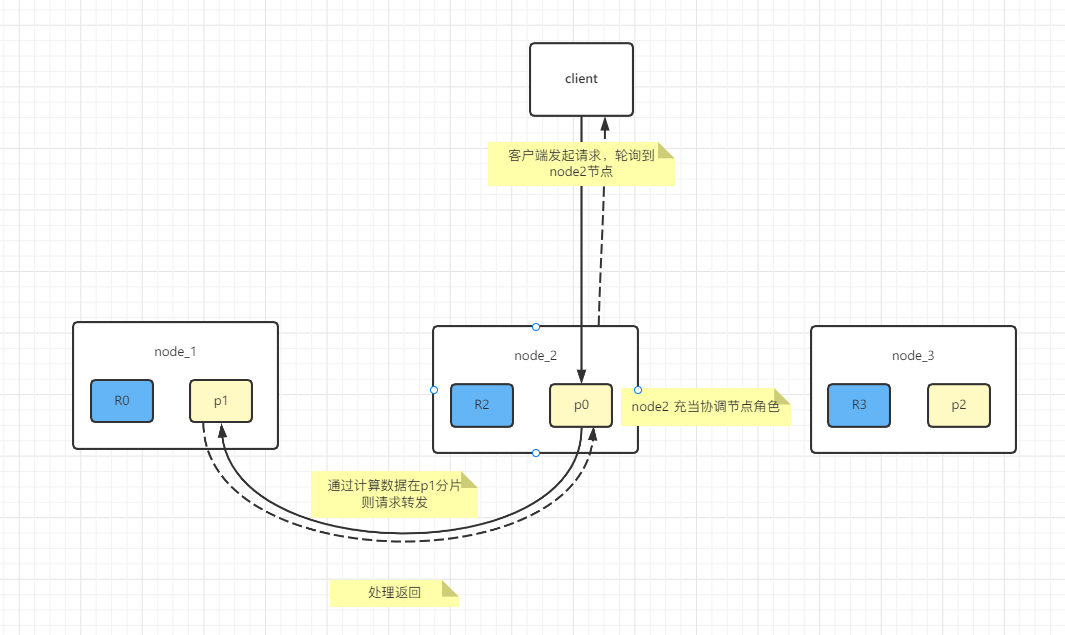 client
客户端发起请求，轮询到
node2节点
node_1
R0
p1
node_2
R2
p0
node2 充当协调节点角色
node_3
R3
p2
通过计算数据在p1分片
则请求转发
处理返回